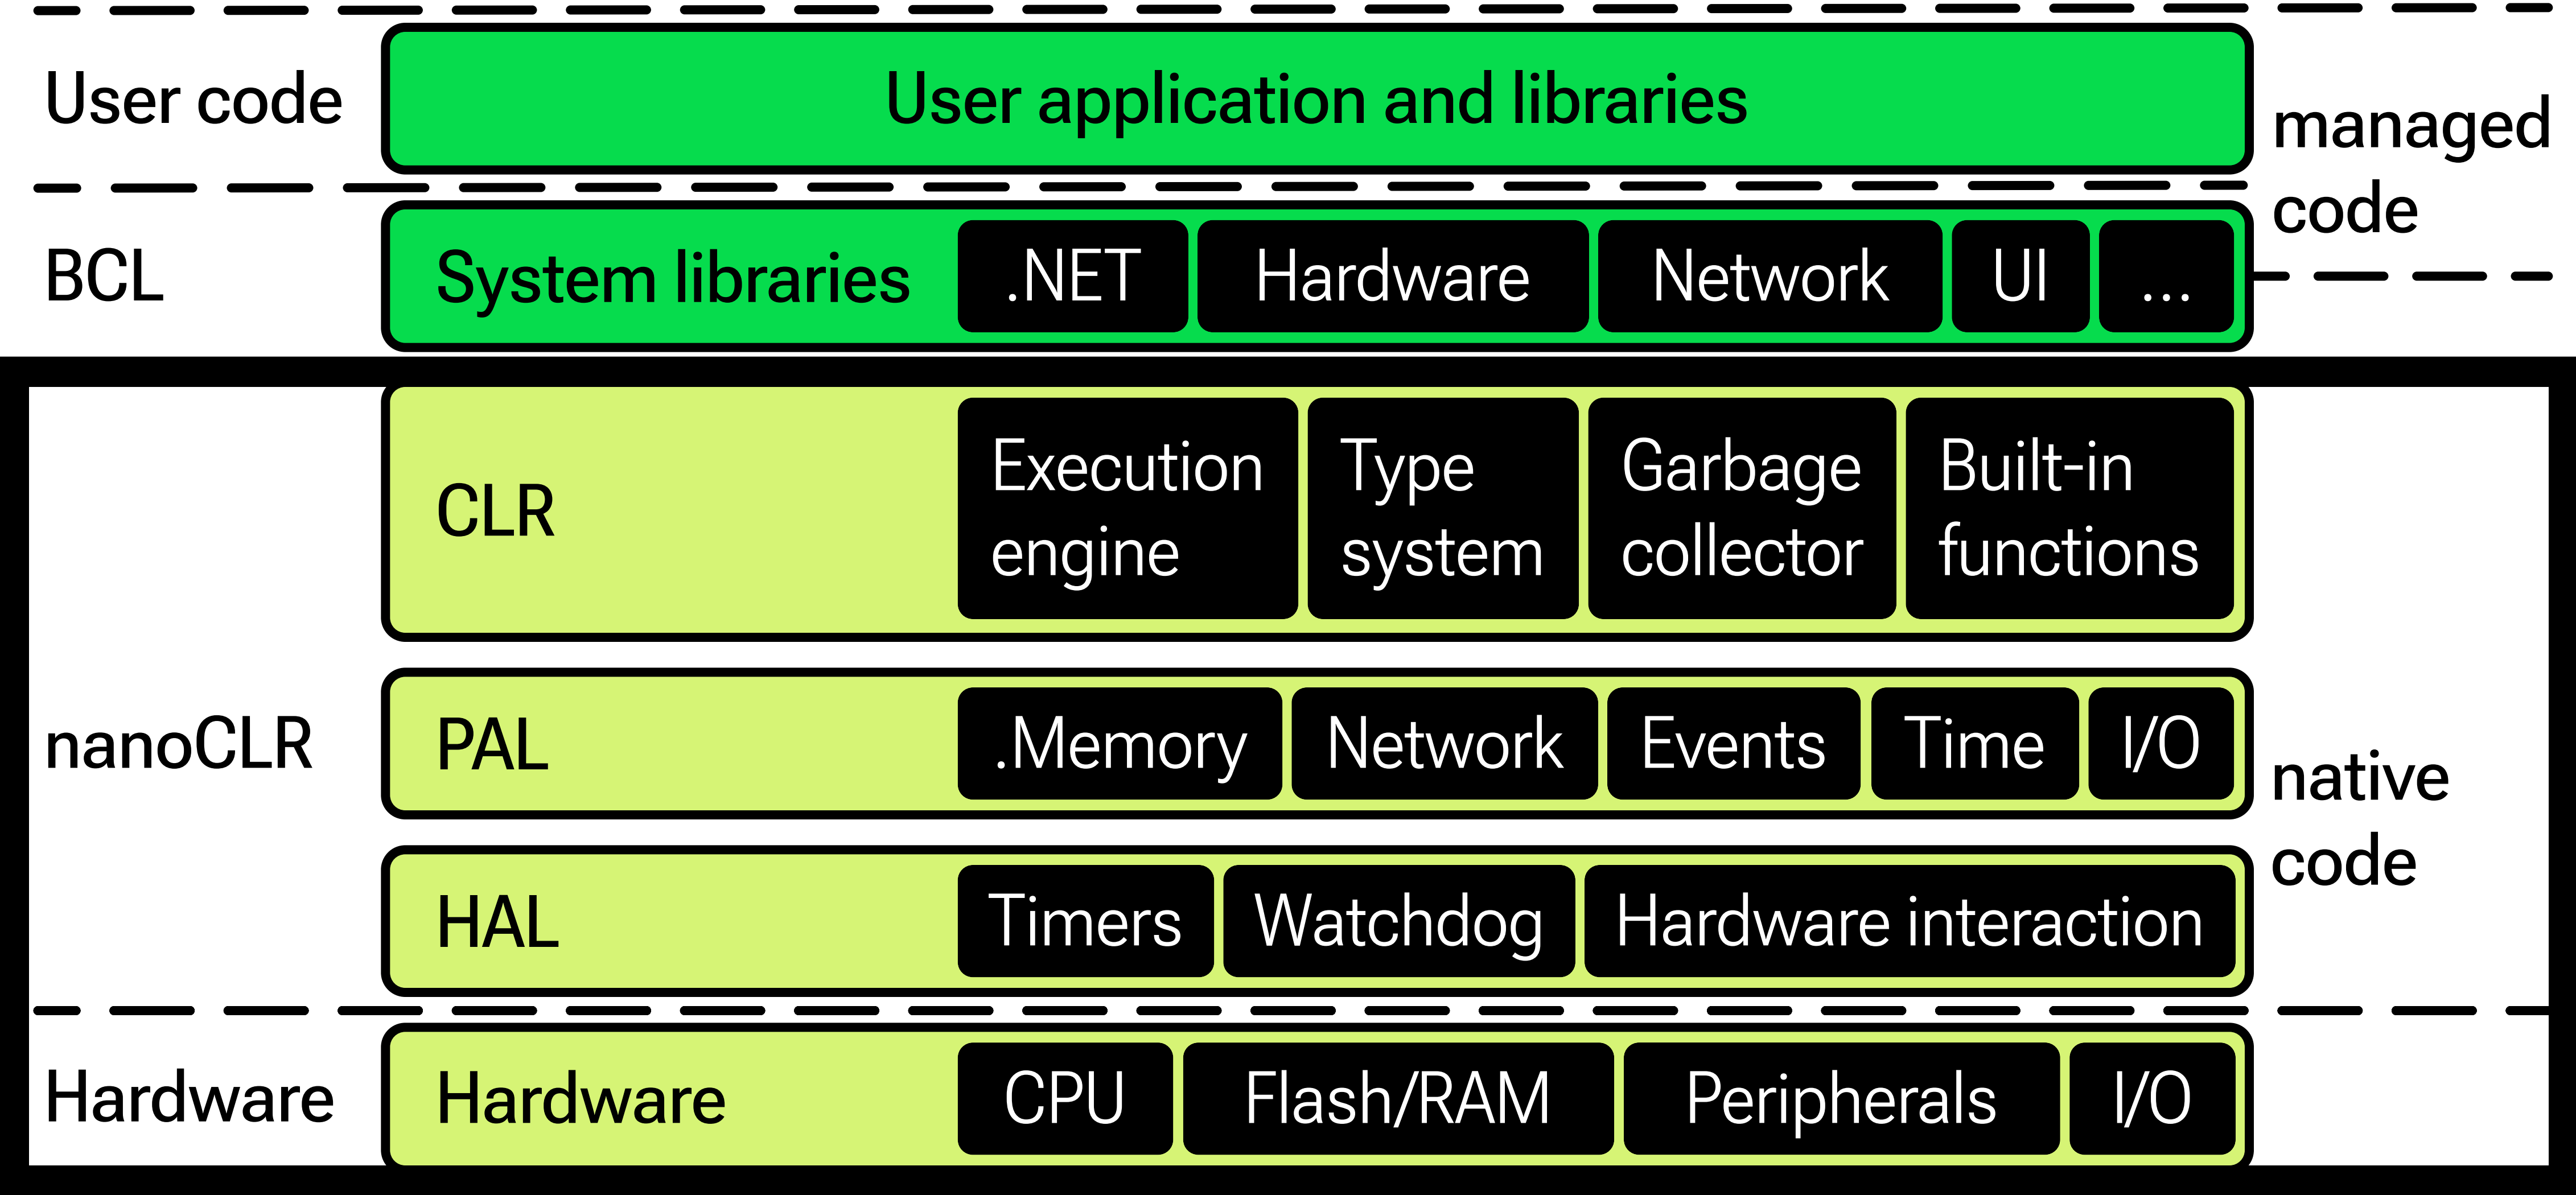 User code
User application and libraries
managed
code
BCL
System libraries
.NET
Hardware
Network
UI
...
nanoCLR
CLR
Execution
engine
Type
system
Garbage
collector
Built-in
functions
PAL
.Memory
Network
Events
Time
I/O
native
code
HAL
Timers
Watchdog
Hardware interaction
Hardware
Hardware
CPU
Flash/RAM
Peripherals
I/O